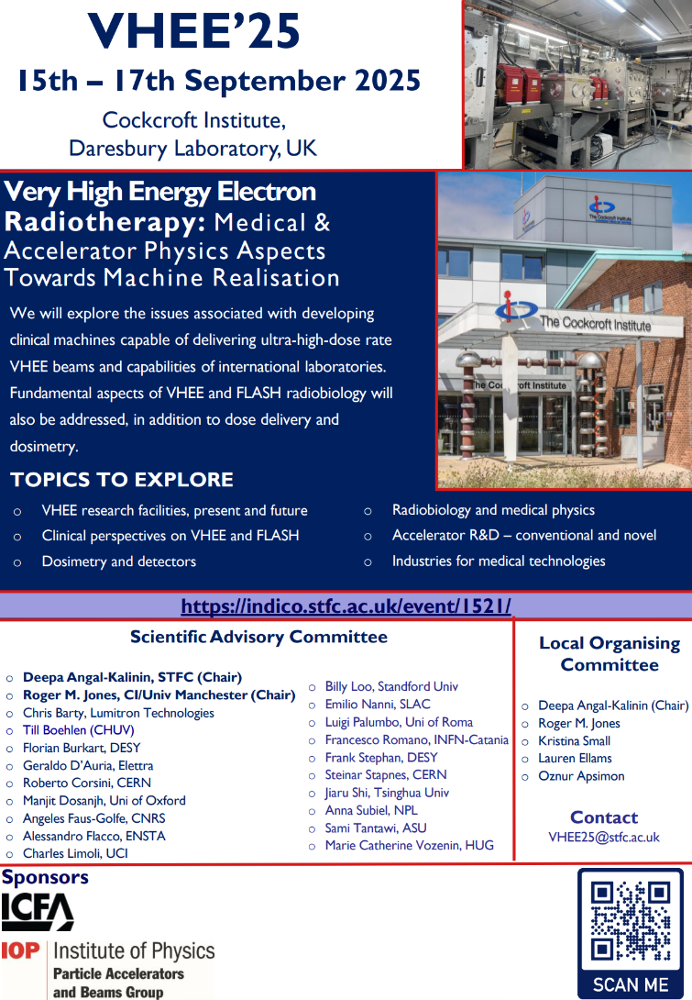 VHEE'25
15th – 17th September 2025
Cockcroft Institute,
Daresbury Laboratory, UK
Very High Energy Electron
Radiotherapy: Medical &
Accelerator Physics Aspects
Towards Machine Realisation
We will explore the issues associated with developing
clinical machines capable of delivering ultra-high-dose rate
VHEE beams and capabilities of international laboratories.
Fundamental aspects of VHEE and FLASH radiobiology will
also be addressed, in addition to dose delivery and
dosimetry.
The Cockcroft Institute
The Cockcroft Institute
The Cockcroft Institute
TOPICS TO EXPLORE
o VHEE research facilities, present and future
o Clinical perspectives on VHEE and FLASH
o Dosimetry and detectors
o Radiobiology and medical physics
o Accelerator R&D – conventional and novel
o Industries for medical technologies
https://indico.stfc.ac.uk/event/1521/
Scientific Advisory Committee
o Deepa Angal-Kalinin, STFC (Chair)
o Roger M. Jones, CI/Univ Manchester (Chair)
o Chris Barty, Lumitron Technologies
o Till Boehlen (CHUV)
o Florian Burkart, DESY
o Geraldo D'Auria, Elettra
o Roberto Corsini, CERN
o Manjit Dosanjh, Uni of Oxford
o Angeles Faus-Golfe, CNRS
o Alessandro Flacco, ENSTA
o Charles Limoli, UCI
o Billy Loo, Standford Univ
o Emilio Nanni, SLAC
o Luigi Palumbo, Uni of Roma
o Francesco Romano, INFN-Catania
o Frank Stephan, DESY
o Steinar Stapnes, CERN
o Jiaru Shi, Tsinghua Univ
o Anna Subiel, NPL
o Sami Tantawi, ASU
o Marie Catherine Vozenin, HUG
Local Organising
Committee
o Deepa Angal-Kalinin (Chair)
o Roger M. Jones
o Kristina Small
o Lauren Ellams
o Oznur Apsimon
Contact
VHEE25@stfc.ac.uk
Sponsors
ICFA
IOP Institute of Physics
Particle Accelerators
and Beams Group
SCAN ME